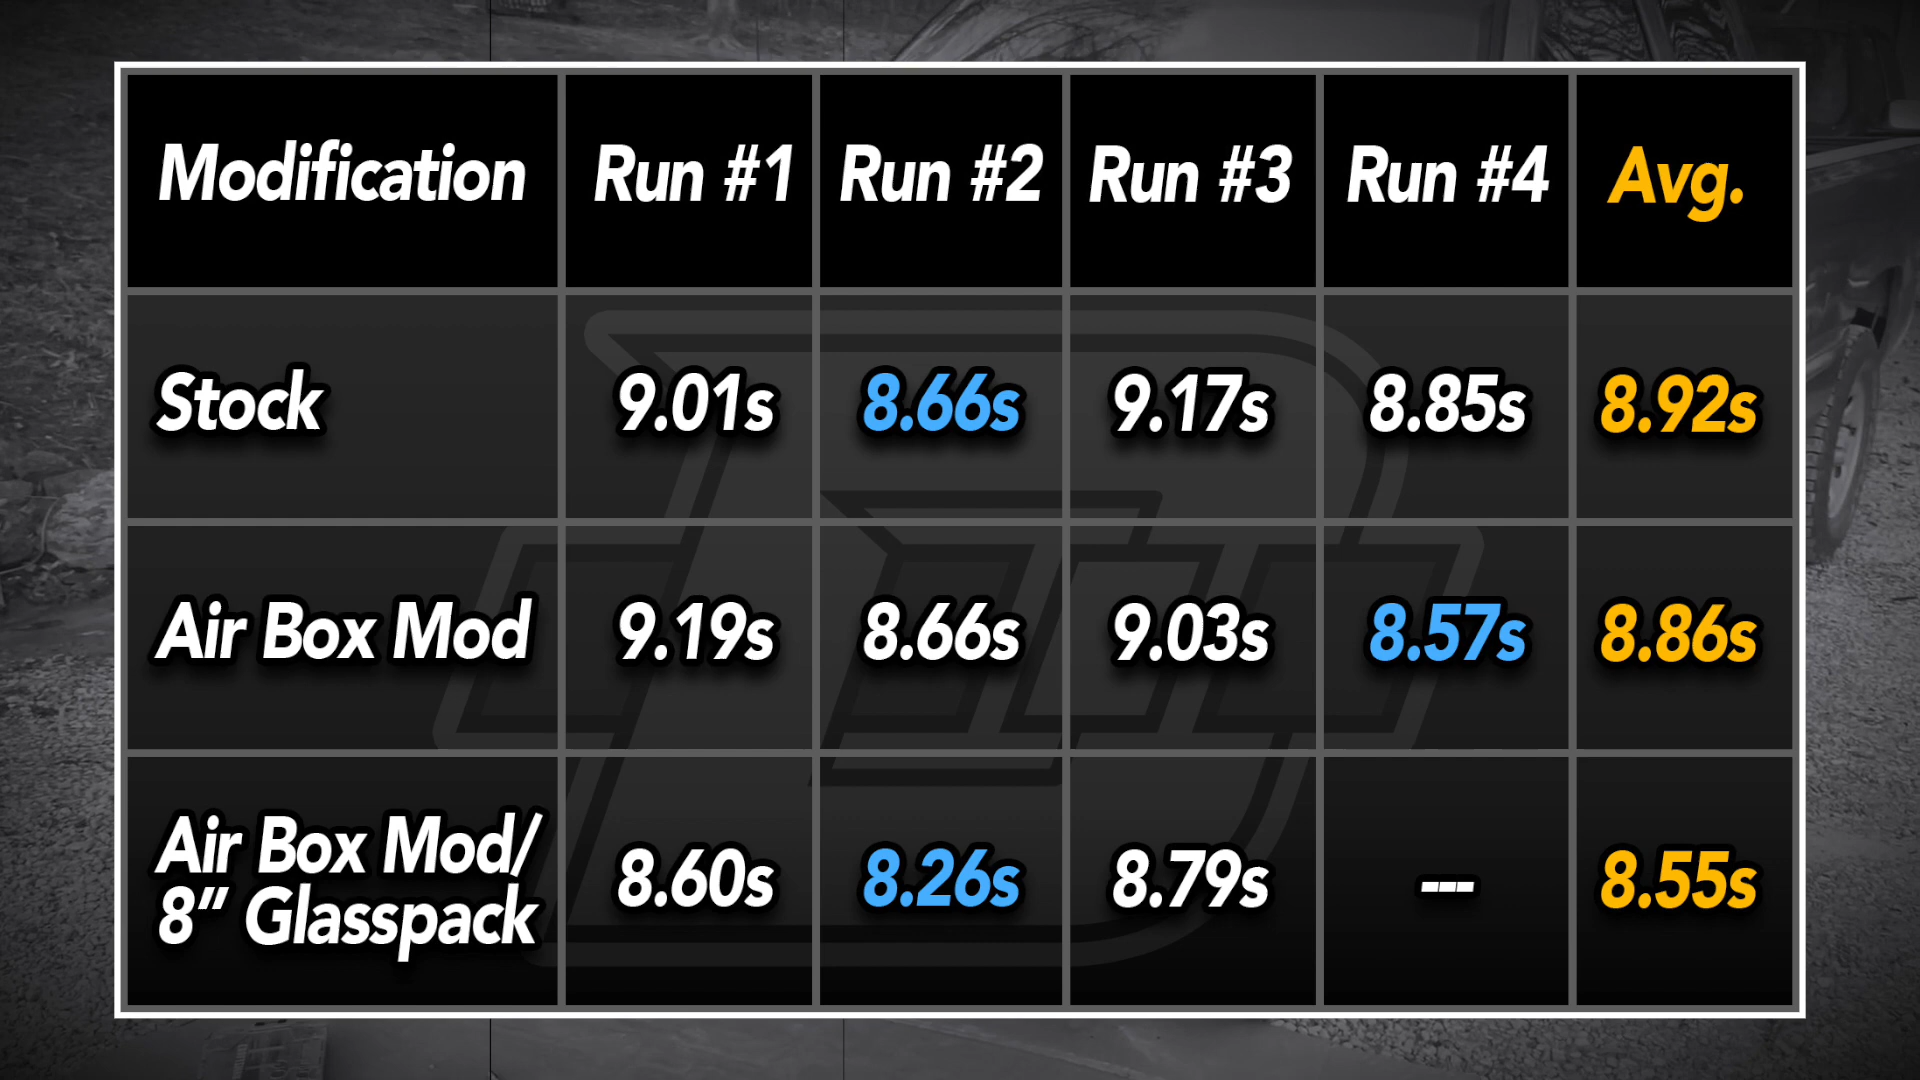 Modification Run #1 Run #2 Run #3 Run #4 Avg.
Stock 9.01s 8.66s 9.17s 8.85s 8.92s
Air Box Mod 9.19s 8.66s 9.03s 8.57s 8.86s
Air Box Mod/
8” Glasspack 8.60s 8.26s 8.79s --- 8.55s